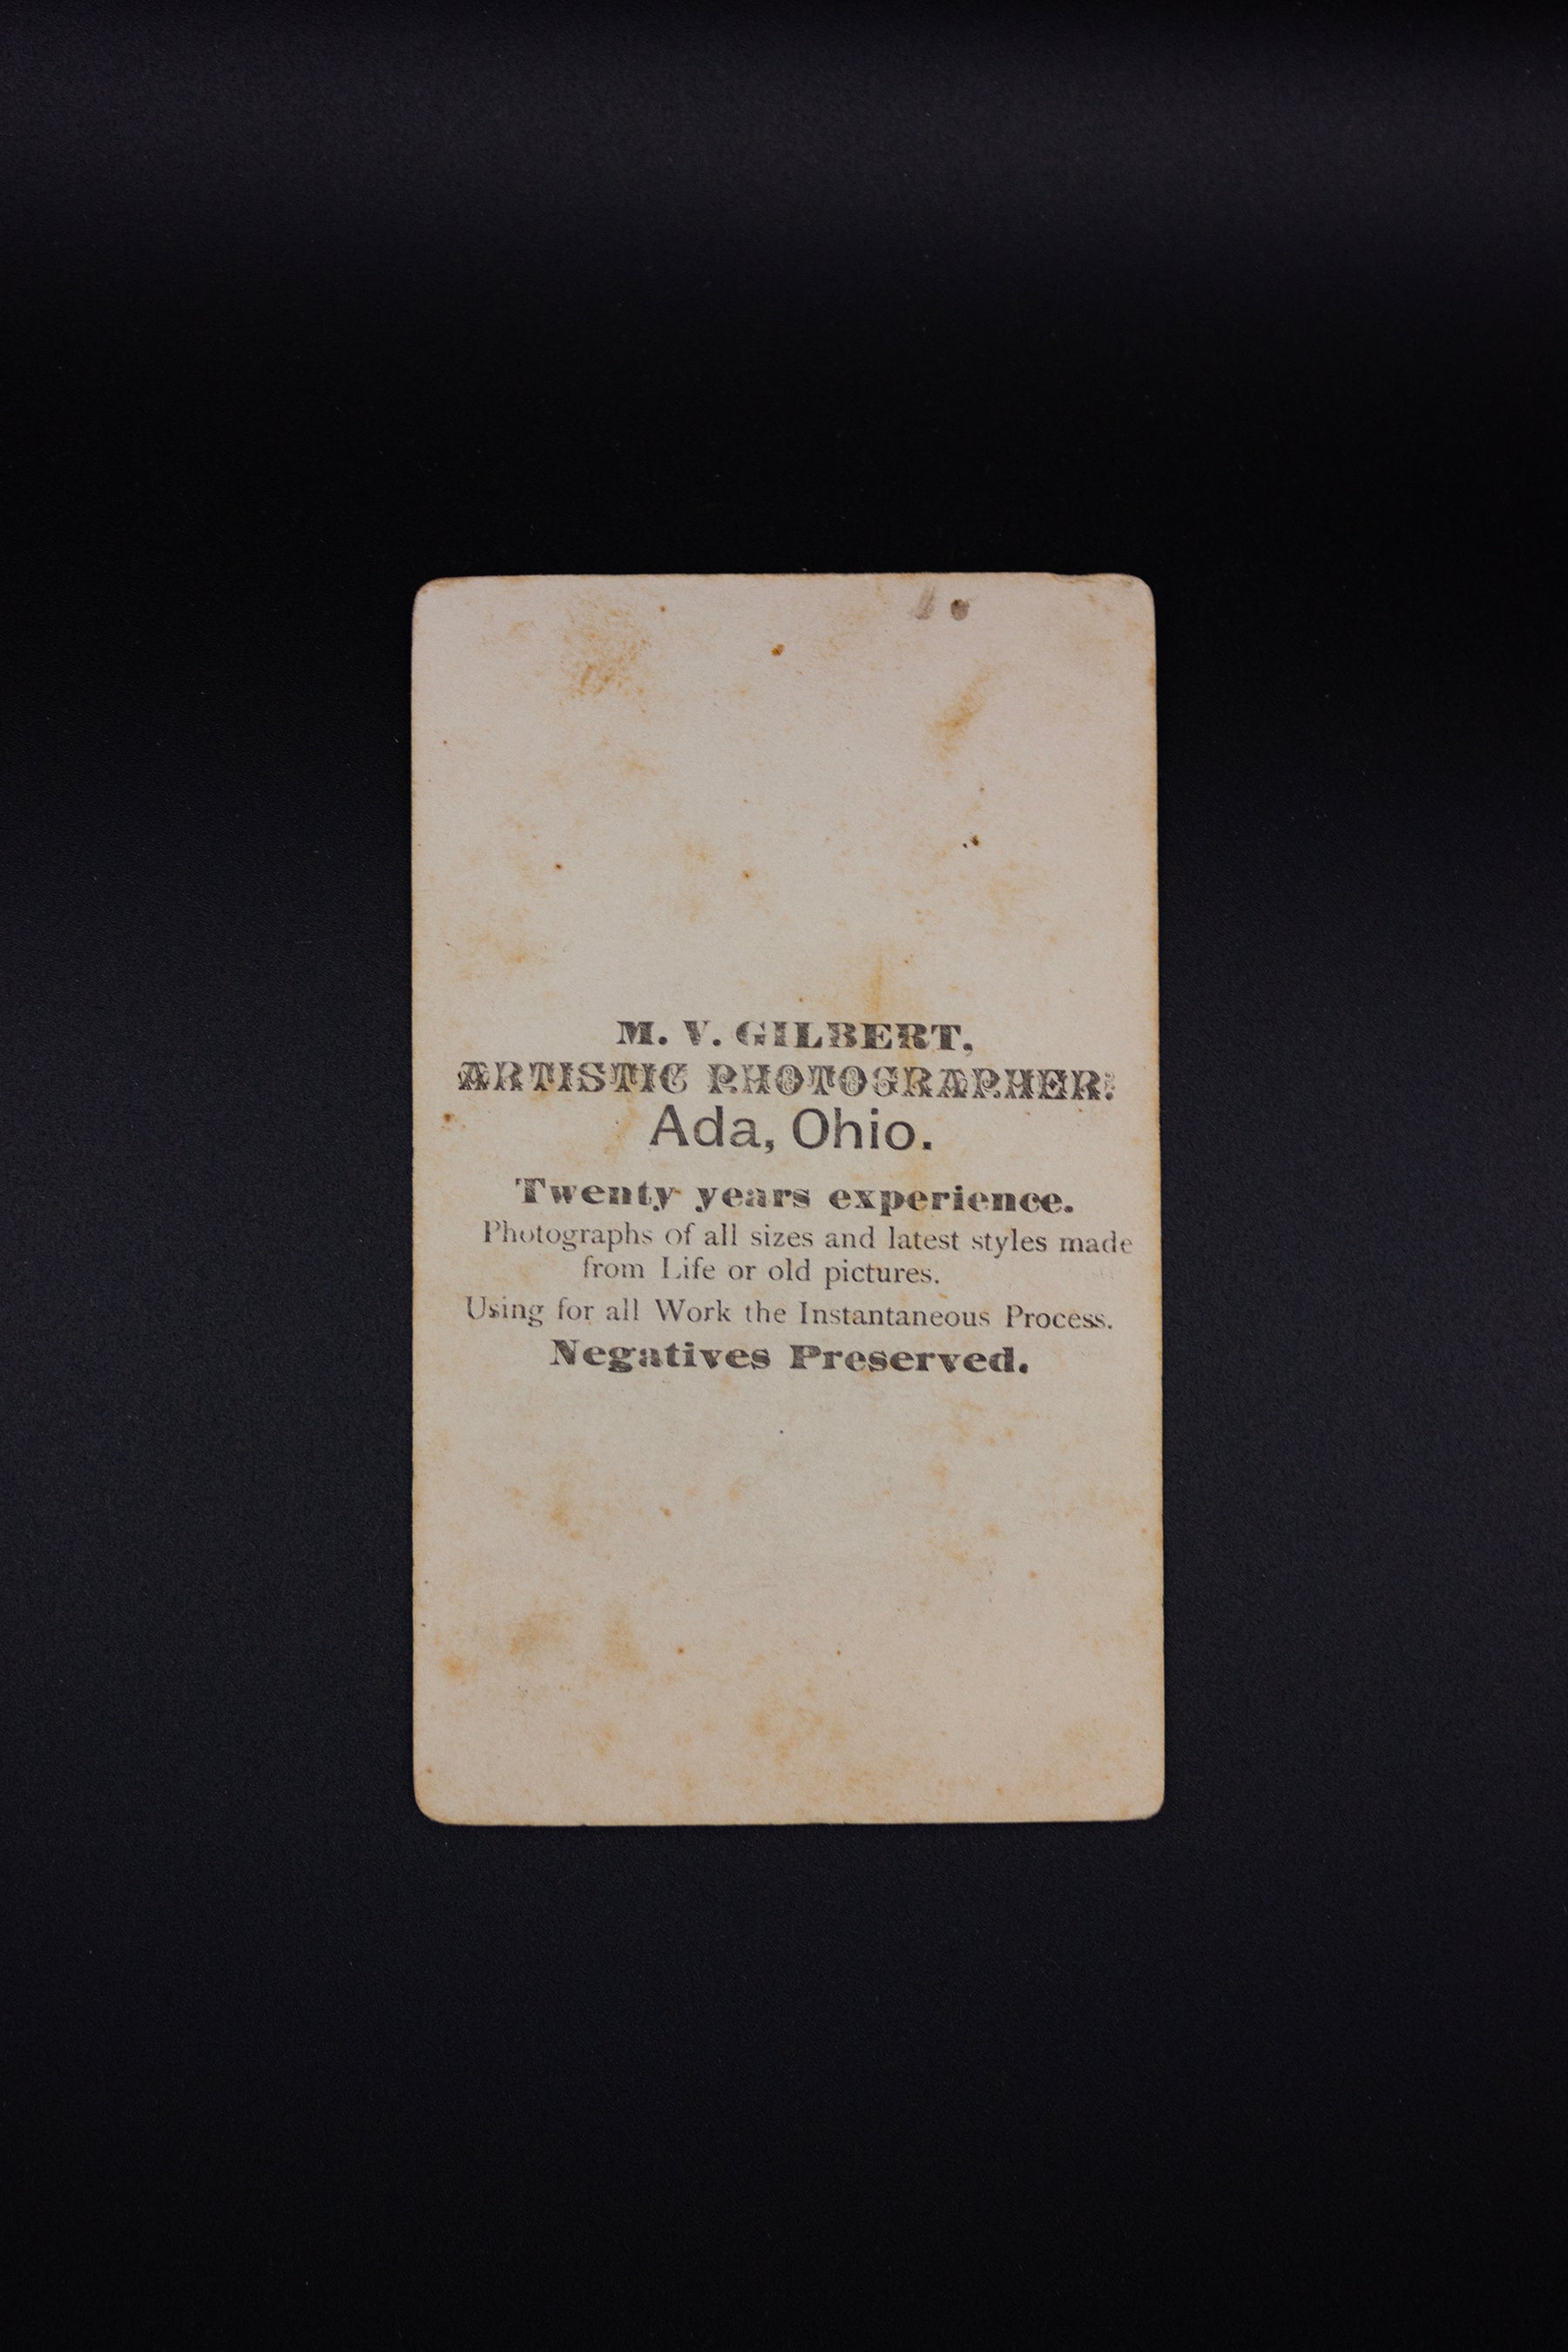 M. V. GILBERT,
ARTISTIC PHOTOGRAPHER:
Ada, Ohio.
Twenty years experience.
Photographs of all sizes and latest styles made
from Life or old pictures.
Using for all Work the Instantaneous Process.
Negatives Preserved.